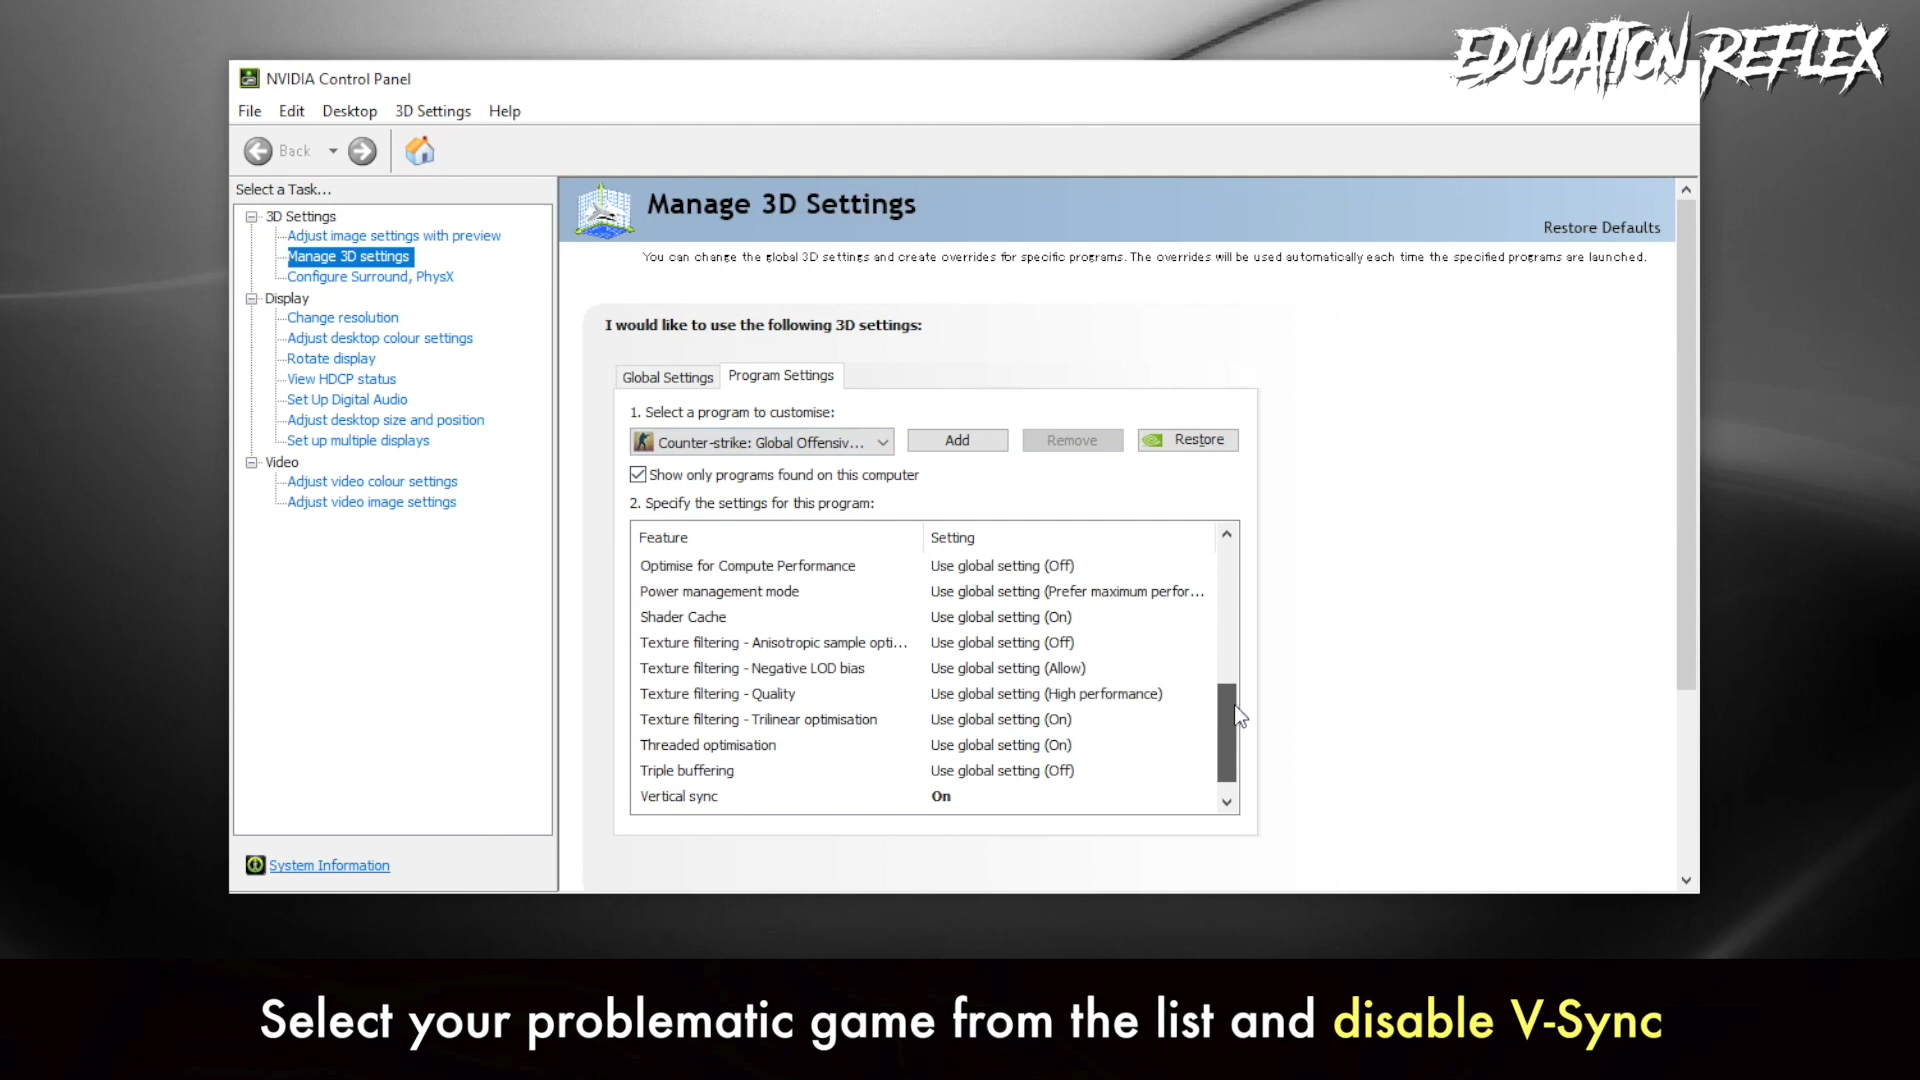 EDUCATION REFLEX
NVIDIA Control Panel
File Edit Desktop 3D Settings Help
Back
Select a Task...
3D Settings
Adjust image settings with preview
Manage 3D settings
Configure Surround, PhysX
Display
Change resolution
Adjust desktop colour settings
Rotate display
View HDCP status
Set Up Digital Audio
Adjust desktop size and position
Set up multiple displays
Video
Adjust video colour settings
Adjust video image settings
System Information
Manage 3D Settings
Restore Defaults
You can change the global 3D settings and create overrides for specific programs. The overrides will be used automatically each time the specified programs are launched.
I would like to use the following 3D settings:
Global Settings Program Settings
1. Select a program to customise:
Counter-strike: Global Offensiv... Add Remove Restore
Show only programs found on this computer
2. Specify the settings for this program:
Feature Setting
Optimise for Compute Performance Use global setting (Off)
Power management mode Use global setting (Prefer maximum perfor...
Shader Cache Use global setting (On)
Texture filtering - Anisotropic sample opti... Use global setting (Off)
Texture filtering - Negative LOD bias Use global setting (Allow)
Texture filtering - Quality Use global setting (High performance)
Texture filtering - Trilinear optimisation Use global setting (On)
Threaded optimisation Use global setting (On)
Triple buffering Use global setting (Off)
Vertical sync On
Select your problematic game from the list and disable V-Sync